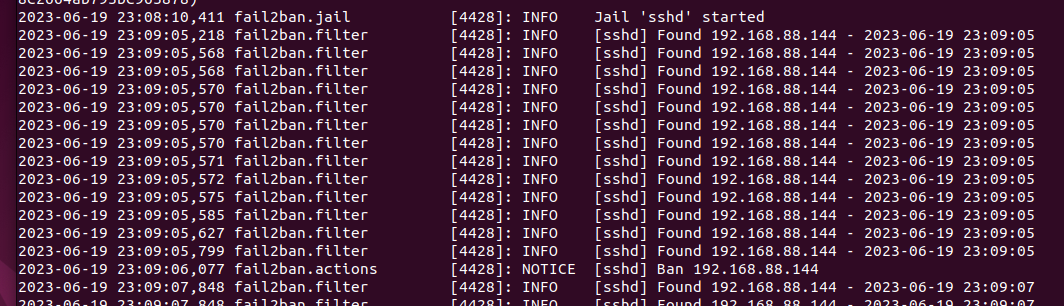 2023-06-19 23:08:10,411 fail2ban.jail [4428]: INFO Jail 'sshd' started
2023-06-19 23:09:05,218 fail2ban.filter [4428]: INFO [sshd] Found 192.168.88.144 - 2023-06-19 23:09:05
2023-06-19 23:09:05,568 fail2ban.filter [4428]: INFO [sshd] Found 192.168.88.144 - 2023-06-19 23:09:05
2023-06-19 23:09:05,568 fail2ban.filter [4428]: INFO [sshd] Found 192.168.88.144 - 2023-06-19 23:09:05
2023-06-19 23:09:05,570 fail2ban.filter [4428]: INFO [sshd] Found 192.168.88.144 - 2023-06-19 23:09:05
2023-06-19 23:09:05,570 fail2ban.filter [4428]: INFO [sshd] Found 192.168.88.144 - 2023-06-19 23:09:05
2023-06-19 23:09:05,570 fail2ban.filter [4428]: INFO [sshd] Found 192.168.88.144 - 2023-06-19 23:09:05
2023-06-19 23:09:05,570 fail2ban.filter [4428]: INFO [sshd] Found 192.168.88.144 - 2023-06-19 23:09:05
2023-06-19 23:09:05,571 fail2ban.filter [4428]: INFO [sshd] Found 192.168.88.144 - 2023-06-19 23:09:05
2023-06-19 23:09:05,572 fail2ban.filter [4428]: INFO [sshd] Found 192.168.88.144 - 2023-06-19 23:09:05
2023-06-19 23:09:05,575 fail2ban.filter [4428]: INFO [sshd] Found 192.168.88.144 - 2023-06-19 23:09:05
2023-06-19 23:09:05,585 fail2ban.filter [4428]: INFO [sshd] Found 192.168.88.144 - 2023-06-19 23:09:05
2023-06-19 23:09:05,627 fail2ban.filter [4428]: INFO [sshd] Found 192.168.88.144 - 2023-06-19 23:09:05
2023-06-19 23:09:05,799 fail2ban.filter [4428]: INFO [sshd] Found 192.168.88.144 - 2023-06-19 23:09:05
2023-06-19 23:09:06,077 fail2ban.actions [4428]: NOTICE [sshd] Ban 192.168.88.144
2023-06-19 23:09:07,848 fail2ban.filter [4428]: INFO [sshd] Found 192.168.88.144 - 2023-06-19 23:09:07
2023-06-19 23:09:07,848 fail2ban.filter [4428]: INFO [sshd] Found 192.168.88.144 - 2023-06-19 23:09:07